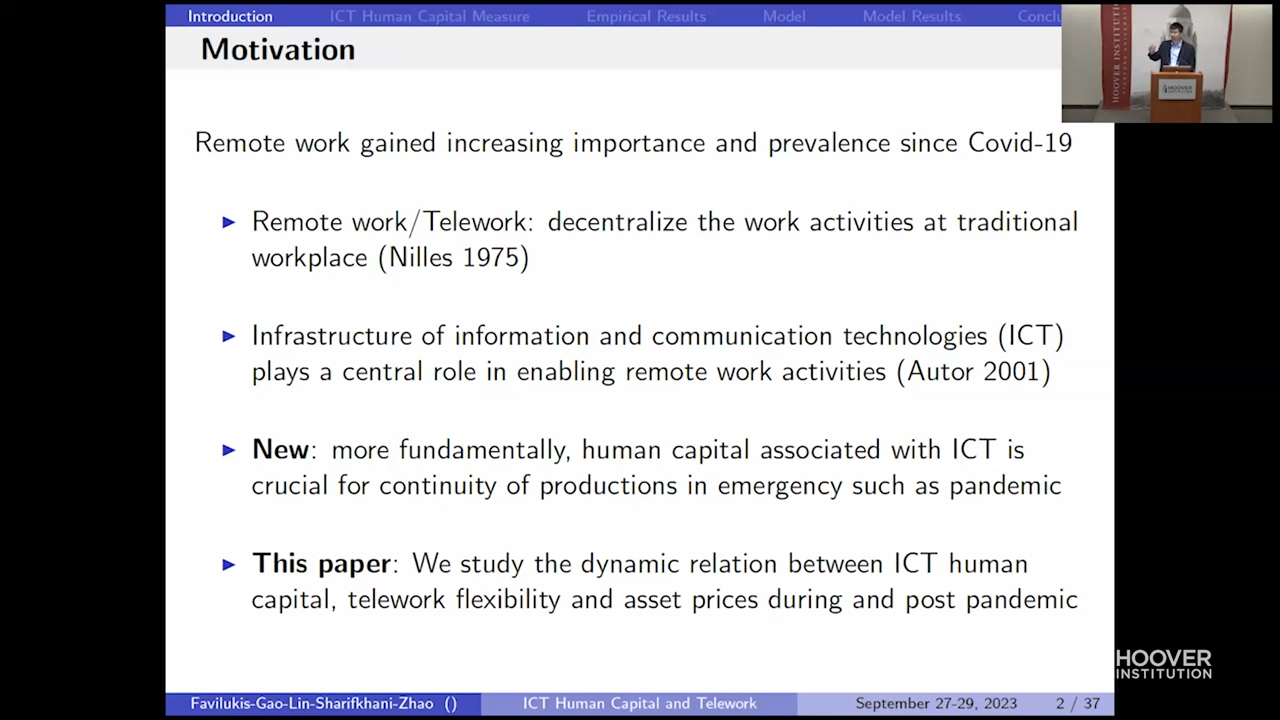 Introduction ICT Human Capital Measure Empirical Results Model Model Results Conclu
Motivation
Remote work gained increasing importance and prevalence since Covid-19
▶ Remote work/Telework: decentralize the work activities at traditional
workplace (Nilles 1975)
▶ Infrastructure of information and communication technologies (ICT)
plays a central role in enabling remote work activities (Autor 2001)
▶ New: more fundamentally, human capital associated with ICT is
crucial for continuity of productions in emergency such as pandemic
▶ This paper: We study the dynamic relation between ICT human
capital, telework flexibility and asset prices during and post pandemic
Favilukis-Gao-Lin-Sharifkhani-Zhao () ICT Human Capital and Telework September 27-29, 2023 2 / 37
HOOVER INSTITUTION
HOOVER
HOOVER
INSTITUTION